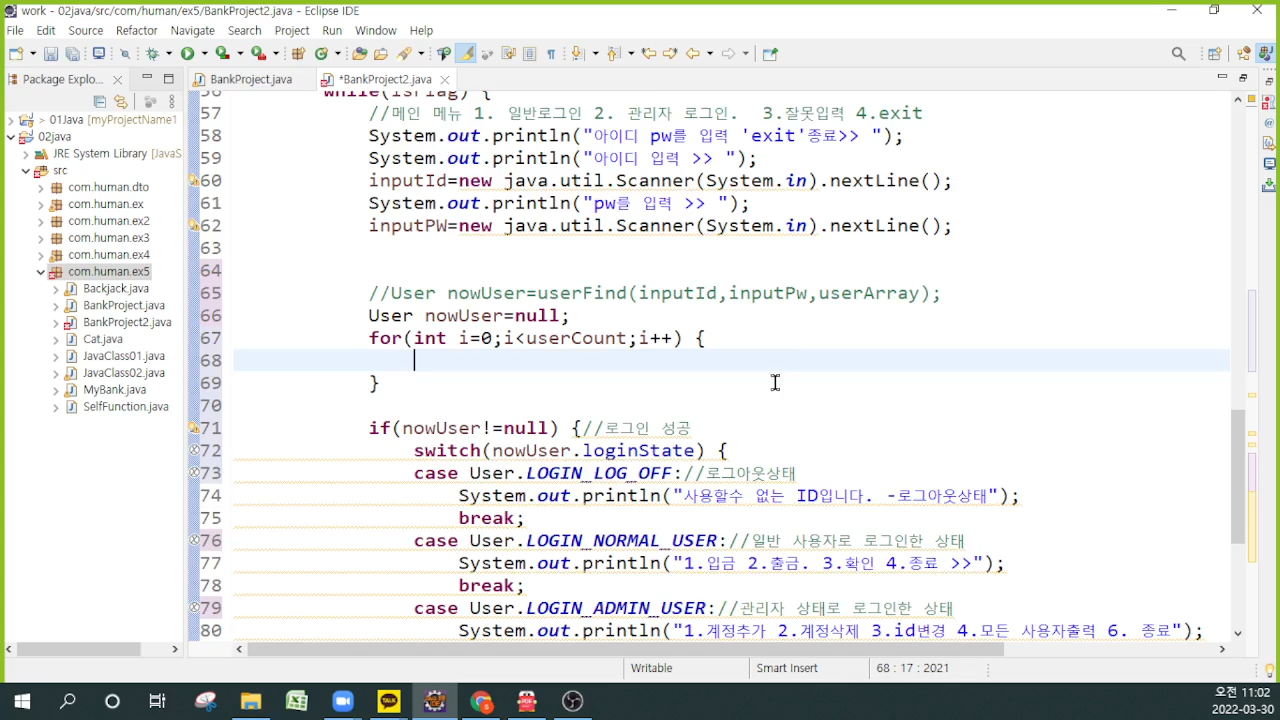 work - 02java/src/com/human/ex5/BankProject2.java - Eclipse IDE
File Edit Source Refactor Navigate Search Project Run Window Help
Package Explo...
BankProject.java
*BankProject2.java
01Java [myProjectName1
02java
JRE System Library [JavaS
src
com.human.dto
com.human.ex
com.human.ex2
com.human.ex3
com.human.ex4
com.human.ex5
Backjack.java
BankProject.java
BankProject2.java
Cat.java
JavaClass01.java
JavaClass02.java
MyBank.java
SelfFunction.java
56 while(isFlag) {
57 //메인 메뉴 1. 일반로그인 2. 관리자 로그인. 3.잘못입력 4.exit
58 System.out.println("아이디 pw를 입력 'exit'종료>> ");
59 System.out.println("아이디 입력 >> ");
60 inputId=new java.util.Scanner(System.in).nextLine();
61 System.out.println("pw를 입력 >> ");
62 inputPW=new java.util.Scanner(System.in).nextLine();
63
64
65 //User nowUser=userFind(inputId,inputPw,userArray);
66 User nowUser=null;
67 for(int i=0;i<userCount;i++) {
68
69 }
70
71 if(nowUser!=null) {//로그인 성공
72 switch(nowUser.loginState) {
73 case User.LOGIN_LOG_OFF://로그아웃상태
74 System.out.println("사용할수 없는 ID입니다. -로그아웃상태");
75 break;
76 case User.LOGIN_NORMAL_USER://일반 사용자로 로그인한 상태
77 System.out.println("1.입금 2.출금. 3.확인 4.종료 >>");
78 break;
79 case User.LOGIN_ADMIN_USER://관리자 상태로 로그인한 상태
80 System.out.println("1.계정추가 2.계정삭제 3.id변경 4.모든 사용자출력 6. 종료");
Writable
Smart Insert
68 : 17 : 2021
TALK
오전 11:02
2022-03-30